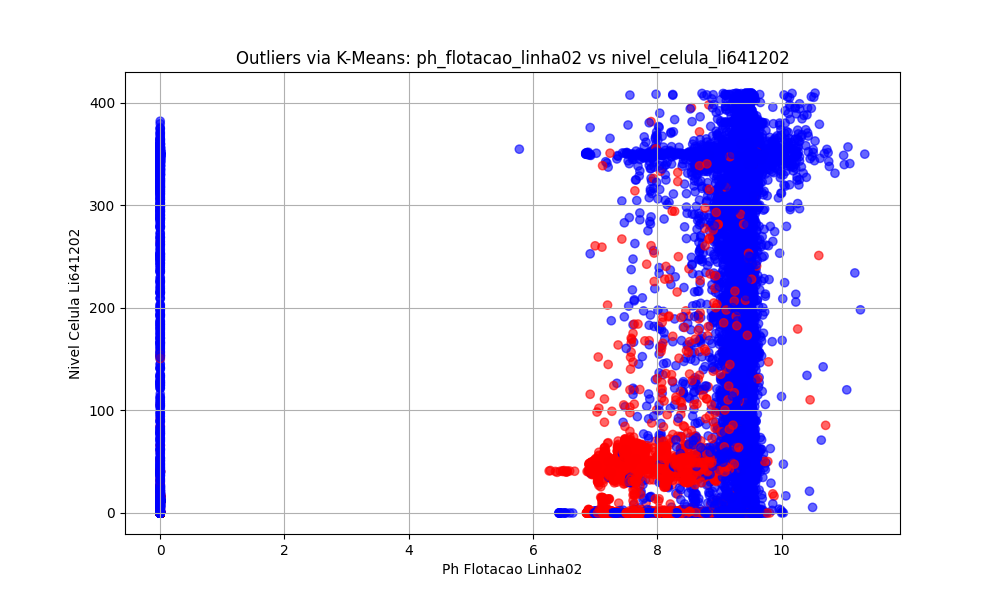 Outliers via K-Means: ph_flotacao_linha02 vs nivel_celula_li641202
400
300
200
100
0
Nivel Celula Li641202
0 2 4 6 8 10
Ph Flotacao Linha02